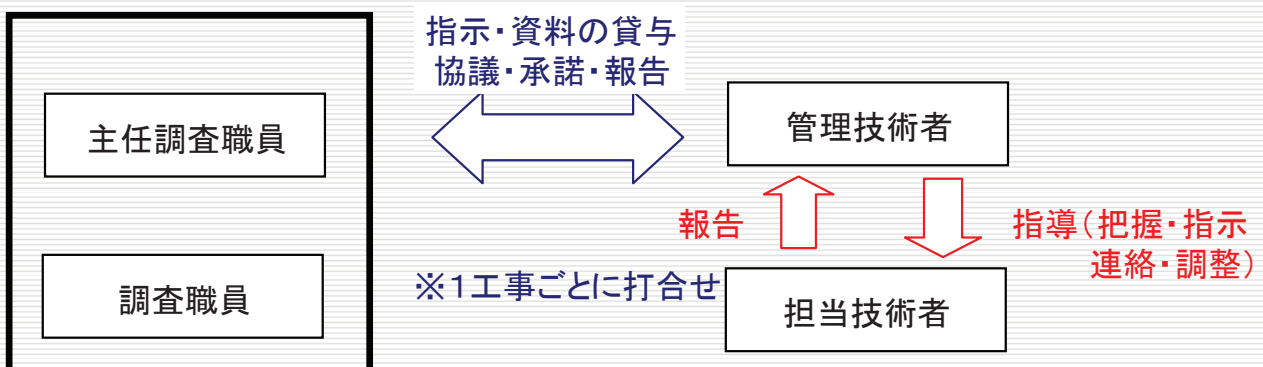 指示・資料の貸与
協議・承諾・報告
主任調査職員
管理技術者
報告
指導（把握・指示
連絡・調整）
調査職員
※１工事ごとに打合せ
担当技術者